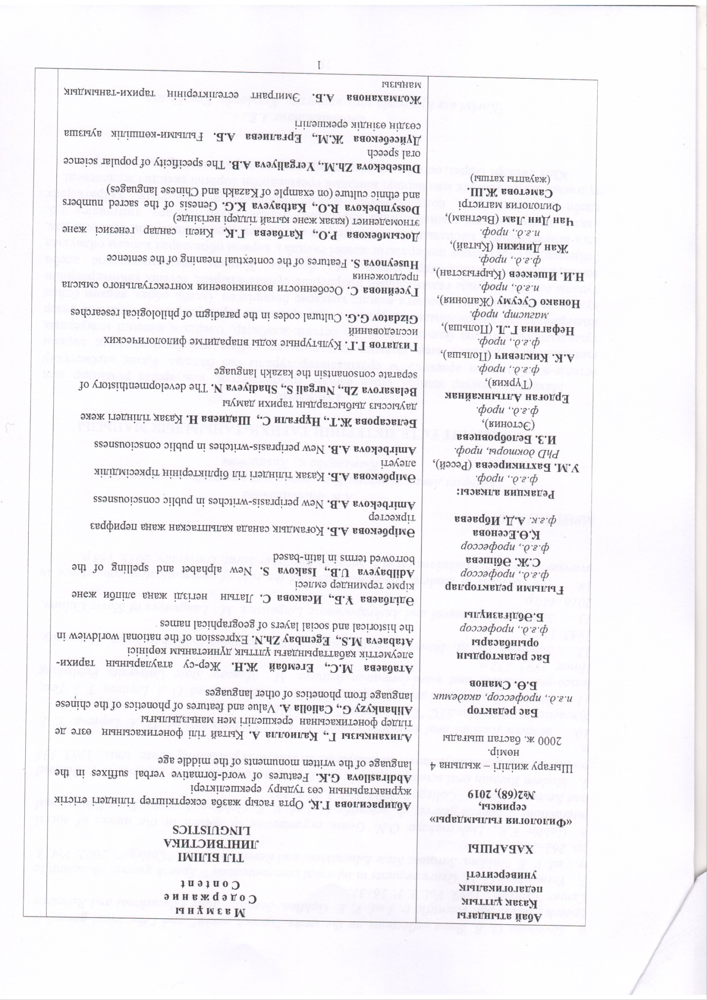 Абай атындағы
Қазақ ұлттық
педагогикалық
университеті
ХАБАРШЫ
«Филология ғылымдары»
сериясы,
№2(68), 2019
Шығару жиілігі – жылына 4
нөмір.
2000 ж. бастап шығады
Бас редактор
п.ғ.д., профессор, академик
Б.Ө. Сманов
Бас редактордың
орынбасары
ф.ғ.д., профессор
Б.Әбдіғазиұлы
Ғылыми редакторлар
ф.ғ.д., профессор
С.Ж. Әбішева
ф.ғ.д., профессор
Қ.Ө.Есенова
ф.ғ.к. А.Д. Ибраева
Редакция алқасы:
ф.ғ.д., проф.
У.М. Бахтикиреева (Ресей),
PhD докторы, проф.
И.З. Белобровцева
(Эстония),
ф.ғ.д., проф.
Ердоған Алтынкайнак
(Түркия),
ф.ғ.д., проф.
А.К. Киклевич (Польша),
ф.ғ.д., проф.
Нефагина Г.Л. (Польша),
магистр, проф.
Нонако Сусуму (Жапония),
п.ғ.д., проф.
Н.И. Ишекеев (Қырғызстан),
ф.ғ.д., проф.
Жан Динжин (Қытай),
п.ғ.д., проф.
Чан Дин Лам (Вьетнам),
Филология магистрі
Саметова Ж.Ш.
(жауапты хатшы)
М а з м ұ н ы
С о д е р ж а н и е
C o n t e n t
ТІЛ БІЛІМІ
ЛИНГВИСТИКА
LINGUISTICS
Абдирасилова Г.Қ. Орта ғасыр жазба ескерткіштер тіліндегі етістік
жұрнақтарының сөз тудыру ерекшеліктері
Abdirasilova G.K. Features of word-formative verbal suffixes in the
language of the written monuments of the middle age
Алиханқызы Г., Қалиолла А. Қытай тілі фонетикасының өзге де
тілдер фонетикасынан ерекшелігі мен маңыздылығы
Alihankyzy G., Caliolla A. Value and features of phonetics of the chinese
language from phonetics of other languages
Атабаева М.С., Егембай Ж.Н. Жер-су атауларының тарихи-
әлеуметтік қабаттарындағы ұлттық дүниетаным көрінісі
Atabaeva M.S., Egembay Zh.N. Expression of the national worldview in
the historical and social layers of geographical names
Әділбаева Ұ.Б., Исакова С. Латын негізді жаңа әліпби және
кірме терминдер емлесі
Adilbayeva U.B., Isakova S. New alphabet and spelling of the
borrowed terms in latin-based
Әмірбекова А.Б. Қоғамдық санада қалыптасқан жаңа перифраз
тіркестер
Amirbekova A.B. New periprasis-writches in public consciousness
Әмірбекова А.Б. Қазақ тіліндегі тіл бірліктерінің тіркесімділік
әлеуеті
Amirbekova A.B. New periprasis-writches in public consciousness
Беласарова Ж.Т., Нұрғали С., Шадиева Н. Қазақ тіліндегі жеке
дауыссыз дыбыстардың тарихи дамуы
Belasarova Zh., Nurgali S., Shadiyeva N. The developmenthistory of
separate consonantsin the kazakh language
Гиздатов Г.Г. Культурные коды впарадигме филологических
исследований
Gizdatov G.G. Cultural codes in the paradigm of philological researches
Гусейнова С. Особенности возникновения контекстуального смысла
предложения
Huseynova S. Features of the contextual meaning of the sentence
Досымбекова Р.О., Катбаева Г.Қ. Киелі сандар генезисі және
этномәдениет (қазақ және қытай тілдері негізінде)
Dossymbekova R.O., Katbayeva K.G. Genesis of the sacred numbers
and ethnic culture (on example of Kazakh and Chinese languages)
Duisebekova Zh.M., Yergaliyeva A.B. The specificity of popular science
oral speech
Дүйсебекова Ж.М., Ергалиева А.Б. Ғылыми-көпшілік ауызша
сөздің өзіндік ерекшелігі
Жолмаханова А.Б. Эмигрант естеліктерінің тарихи-танымдық
маңызы
1